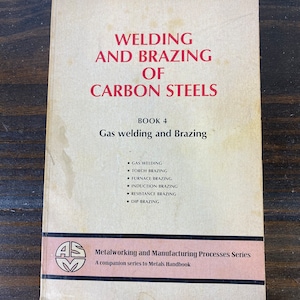 WELDING
AND BRAZING
OF
CARBON STEELS
BOOK 4
Gas welding and Brazing
• GAS WELDING
• TORCH BRAZING
• FURNACE BRAZING
• INDUCTION BRAZING
• RESISTANCE BRAZING
• DIP BRAZING
ASM
Metalworking and Manufacturing Processes Series
A companion series to Metals Handbook